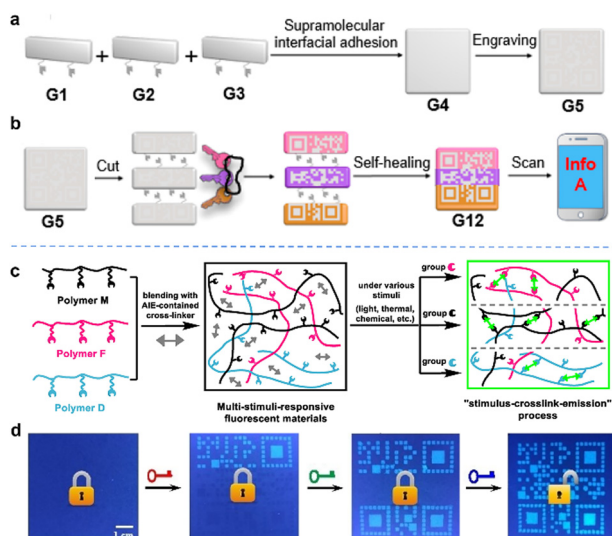 a
Supramolecular
interfacial adhesion
Engraving
G1
+
G2
+
G3
G4
G5
b
Cut
Self-healing
Scan
Info
A
G5
G12
c
Polymer M
Polymer F
Polymer D
blending with
AIE-contained
cross-linker
under various
stimuli
(light, thermal,
chemical, etc.)
group
group
group
Multi-stimuli-responsive
fluorescent materials
"stimulus-crosslink-emission"
process
d
1 cm